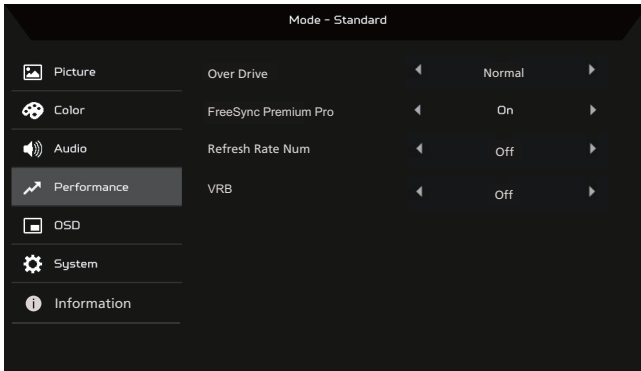 Mode - Standard
Picture
Over Drive Normal
Color
FreeSync Premium Pro On
Audio
Refresh Rate Num Off
Performance
VRB Off
OSD
System
Information